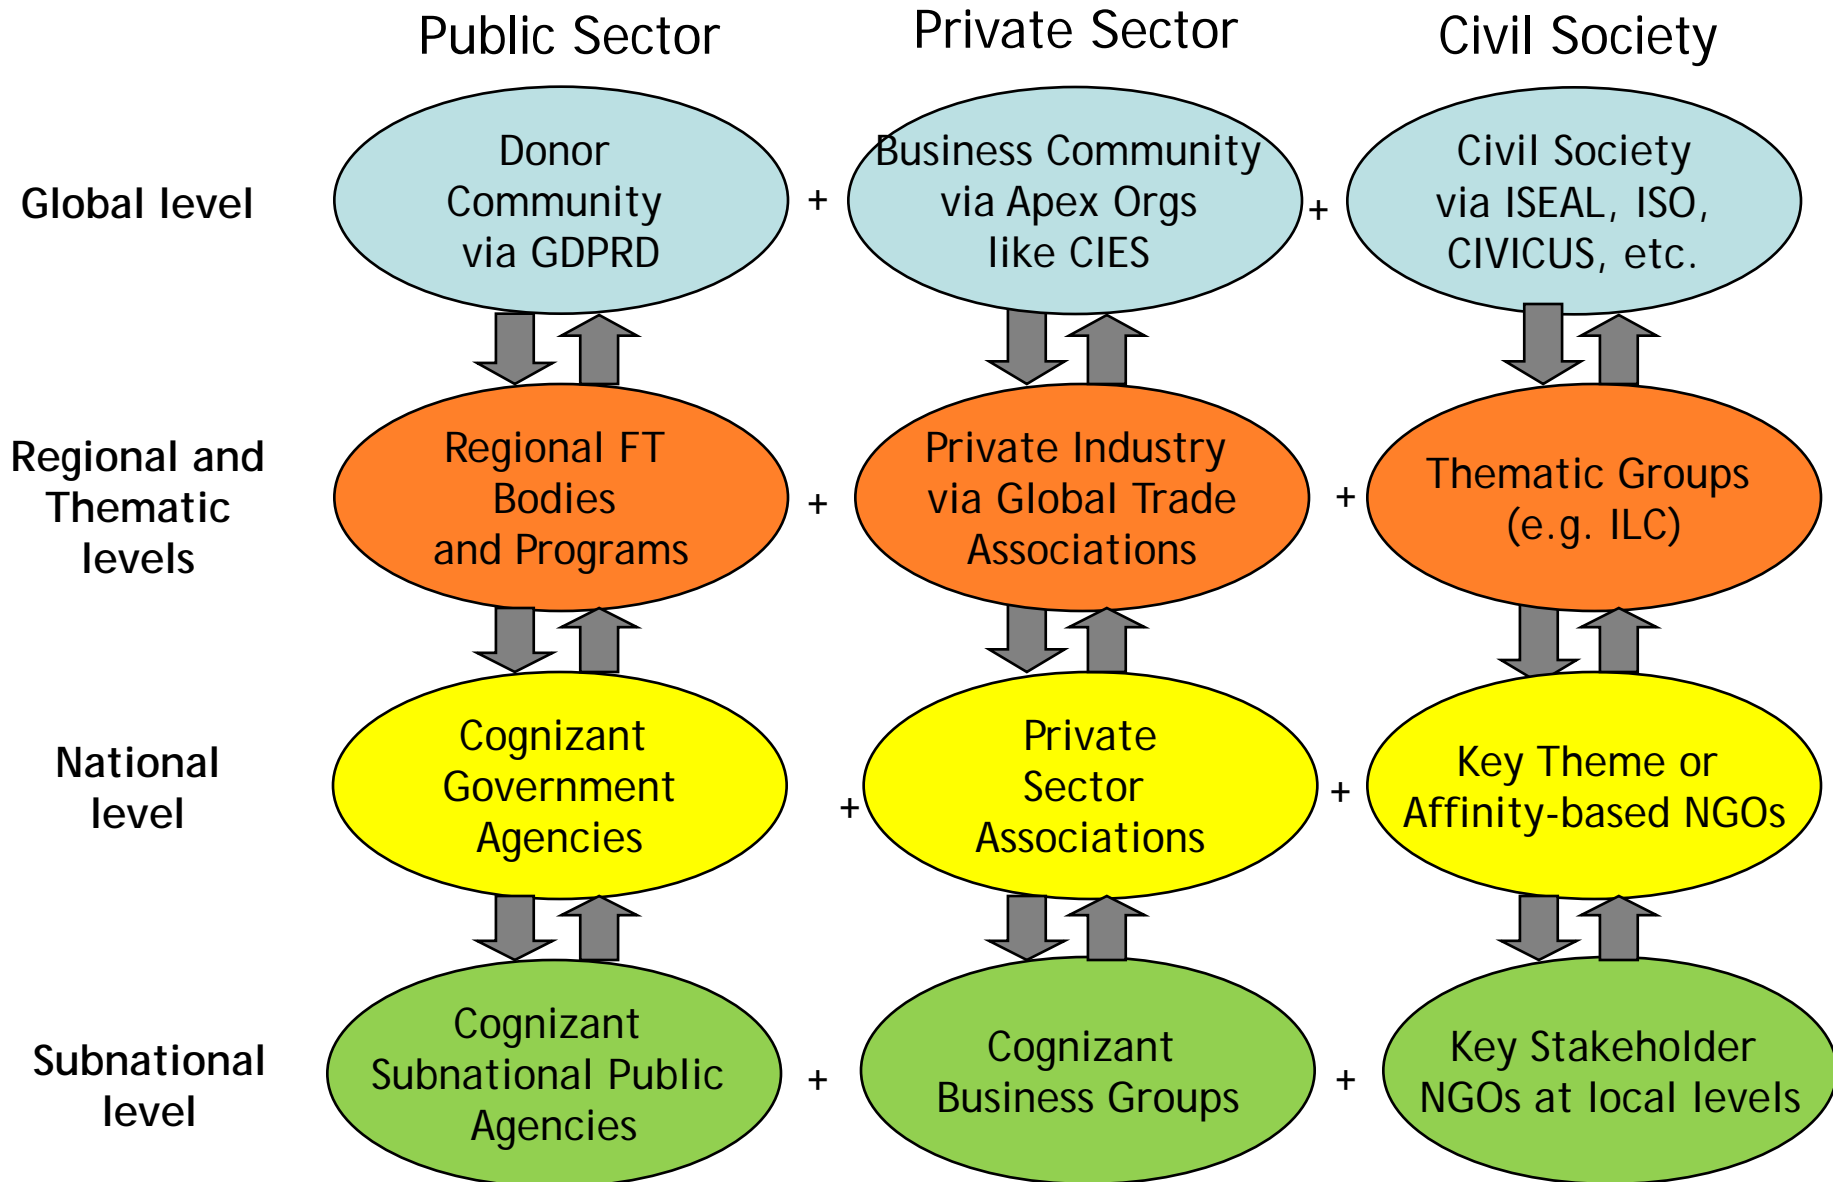 Public Sector
Private Sector
Civil Society
Global level
Donor
Community
via GDPRD
+
Business Community
via Apex Orgs
like CIES
+
Civil Society
via ISEAL, ISO,
CIVICUS, etc.
Regional and
Thematic
levels
Regional FT
Bodies
and Programs
+
Private Industry
via Global Trade
Associations
+
Thematic Groups
(e.g. ILC)
National
level
Cognizant
Government
Agencies
+
Private
Sector
Associations
+
Key Theme or
Affinity-based NGOs
Subnational
level
Cognizant
Subnational Public
Agencies
+
Cognizant
Business Groups
+
Key Stakeholder
NGOs at local levels